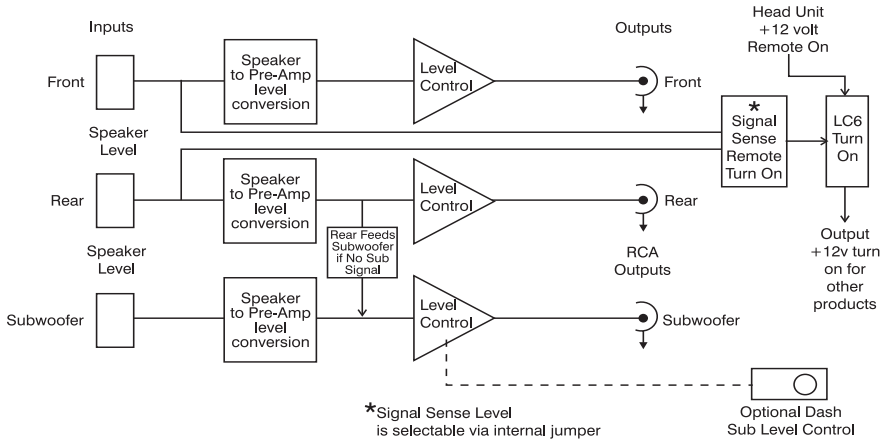 Inputs
Outputs
Head Unit
+12 volt
Remote On
Front
Speaker
to Pre-Amp
level
conversion
Level
Control
Front
*
Signal
Sense
Remote
Turn On
LC6
Turn
On
Speaker
Level
Rear
Speaker
to Pre-Amp
level
conversion
Level
Control
Rear
Rear Feeds
Subwoofer
if No Sub
Signal
Speaker
Level
RCA
Outputs
Output
+12v turn
on for
other
products
Subwoofer
Speaker
to Pre-Amp
level
conversion
Level
Control
Subwoofer
*Signal Sense Level
is selectable via internal jumper
Optional Dash
Sub Level Control